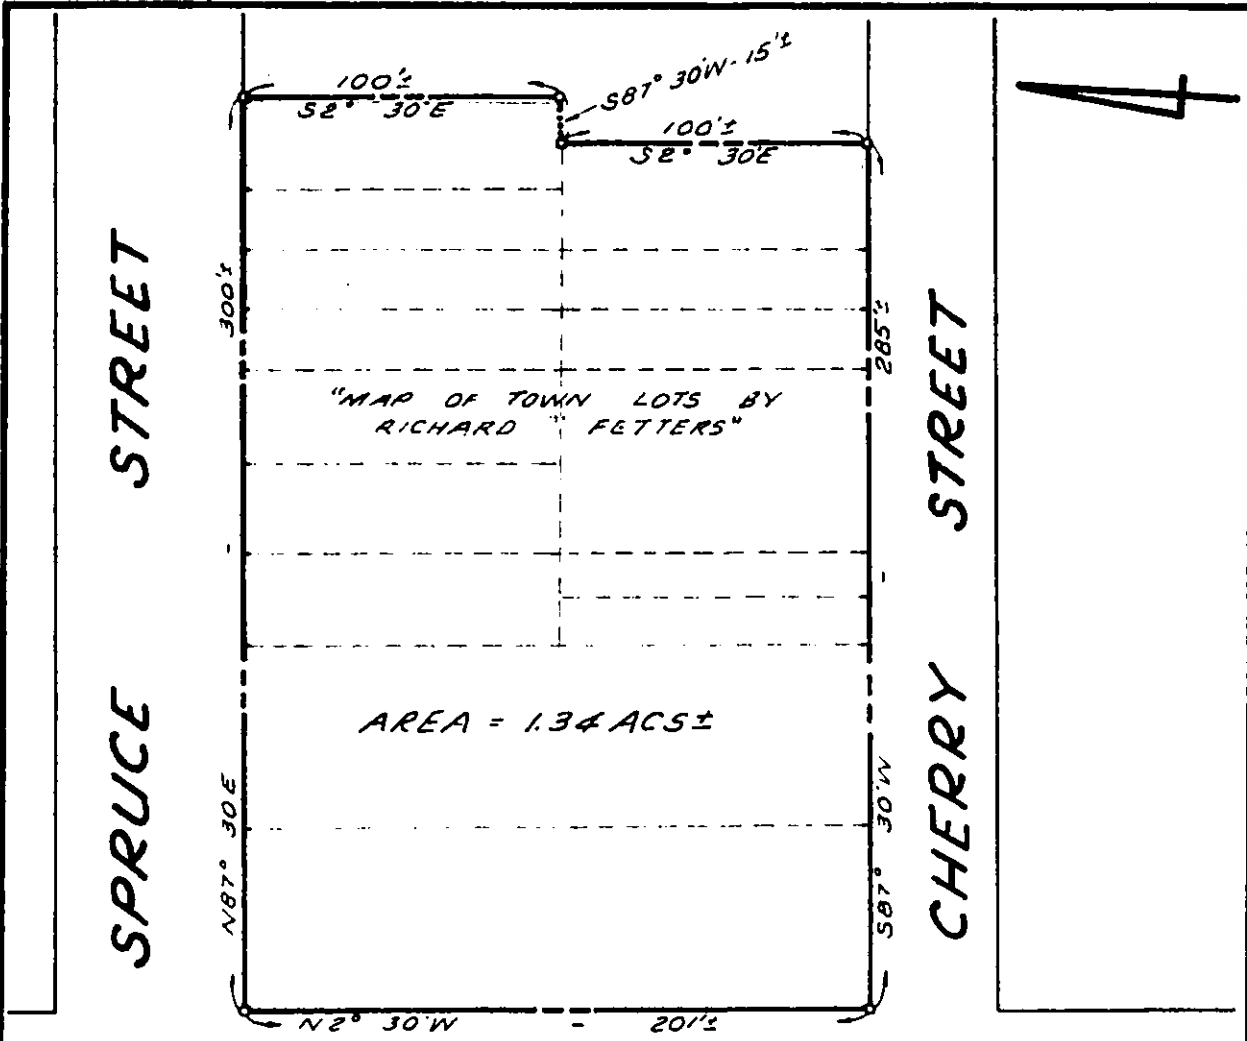 100'±
S2° 30'E
S87° 30'W-15'±
100'±
S2° 30'E
SPRUCE STREET
N87° 30'E - 300'±
"MAP OF TOWN LOTS BY
RICHARD FETTERS"
S87° 30'W - 285'±
CHERRY STREET
AREA = 1.34 ACS±
N2° 30'W - 201'±